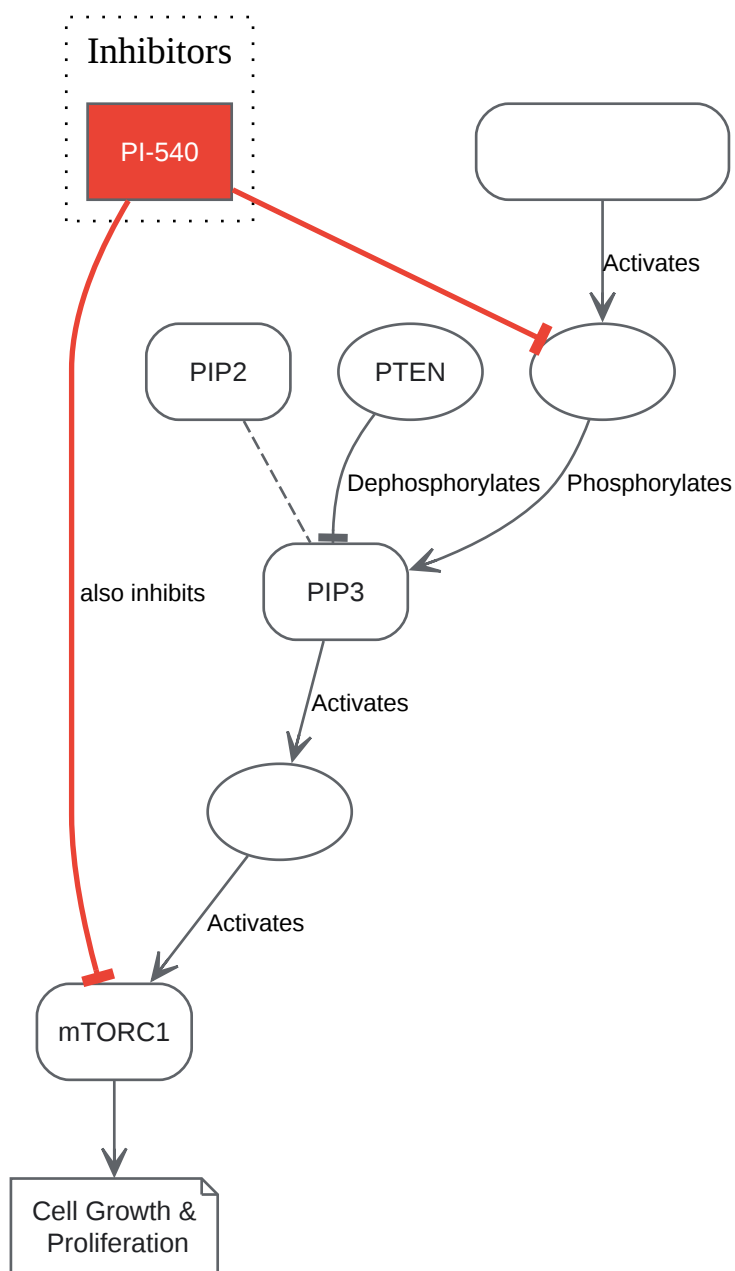 Inhibitors
PI-540
Activates
PIP2
PTEN
Dephosphorylates
Phosphorylates
also inhibits
PIP3
Activates
Activates
mTORC1
Cell Growth &
Proliferation